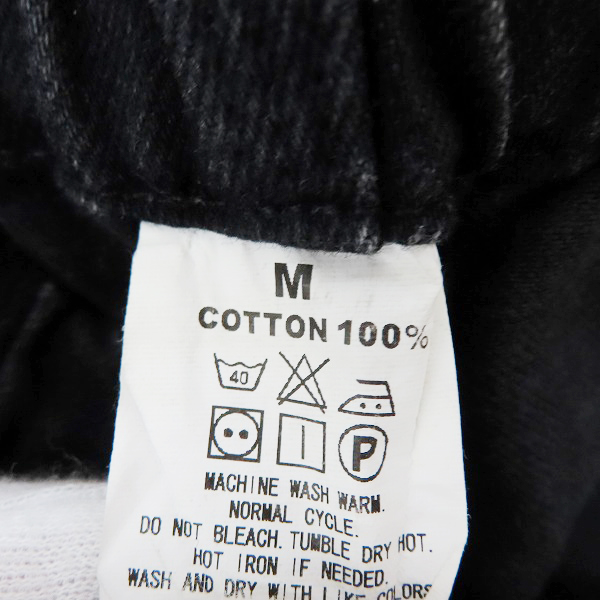 M
COTTON 100%
40
P
MACHINE WASH WARM.
NORMAL CYCLE.
DO NOT BLEACH. TUMBLE DRY HOT.
HOT IRON IF NEEDED.
WASH AND DRY WITH LIKE COLORS